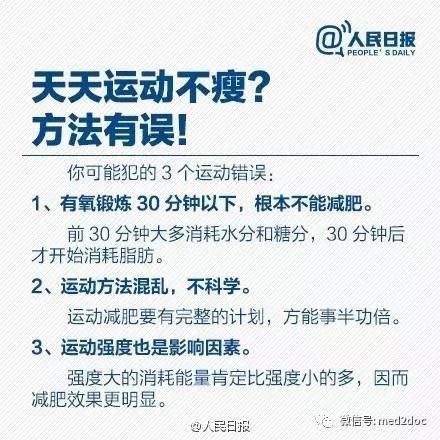 @人民日报
PEOPLE'S DAILY
天天运动不瘦?
方法有误!
你可能犯的 3 个运动错误:
1、有氧锻炼 30 分钟以下，根本不能减肥。
前 30 分钟大多消耗水分和糖分，30 分钟后
才开始消耗脂肪。
2、运动方法混乱，不科学。
运动减肥要有完整的计划，方能事半功倍。
3、运动强度也是影响因素。
强度大的消耗能量肯定比强度小的多，因而
减肥效果更明显。
@人民日报
微信号: med2doc